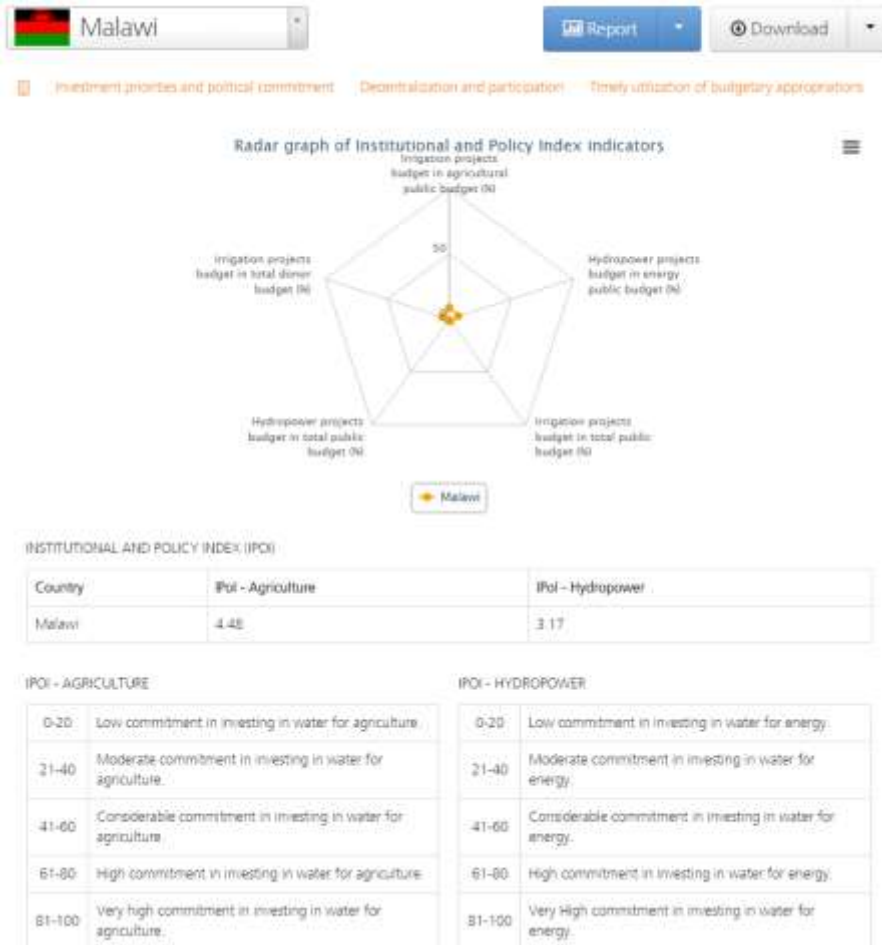 Malawi
Report
Download
Investment priorities and political commitment Decentralization and participation Timely utilization of budgetary appropriations
Radar graph of Institutional and Policy Index indicators
Irrigation projects
budget in agricultural
public budget (%)
50
Irrigation projects
budget in total donor
budget (%)
Hydropower projects
budget in energy
public budget (%)
Hydropower projects
budget in total public
budget (%)
Irrigation projects
budget in total public
budget (%)
Malawi
INSTITUTIONAL AND POLICY INDEX (IPOI)
Country IPoI - Agriculture IPoI - Hydropower
Malawi 4.48 3.17
IPOI - AGRICULTURE
0-20 Low commitment in investing in water for agriculture.
21-40 Moderate commitment in investing in water for
agriculture.
41-60 Considerable commitment in investing in water for
agriculture
61-80 High commitment in investing in water for agriculture.
81-100 Very high commitment in investing in water for
agriculture.
IPOI - HYDROPOWER
0-20 Low commitment in investing in water for energy.
21-40 Moderate commitment in investing in water for
energy.
41-60 Considerable commitment in investing in water for
energy.
61-80 High commitment in investing in water for energy.
81-100 Very High commitment in investing in water for
energy.